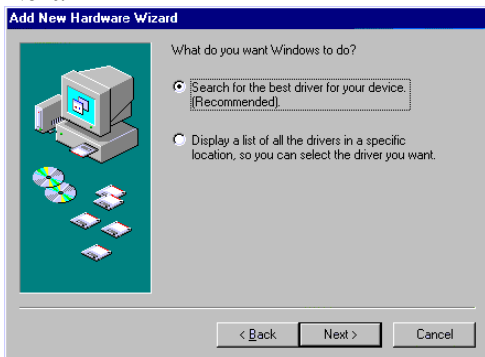 Add New Hardware Wizard
What do you want Windows to do?
Search for the best driver for your device.
(Recommended).
Display a list of all the drivers in a specific
location, so you can select the driver you want.
< Back
Next >
Cancel